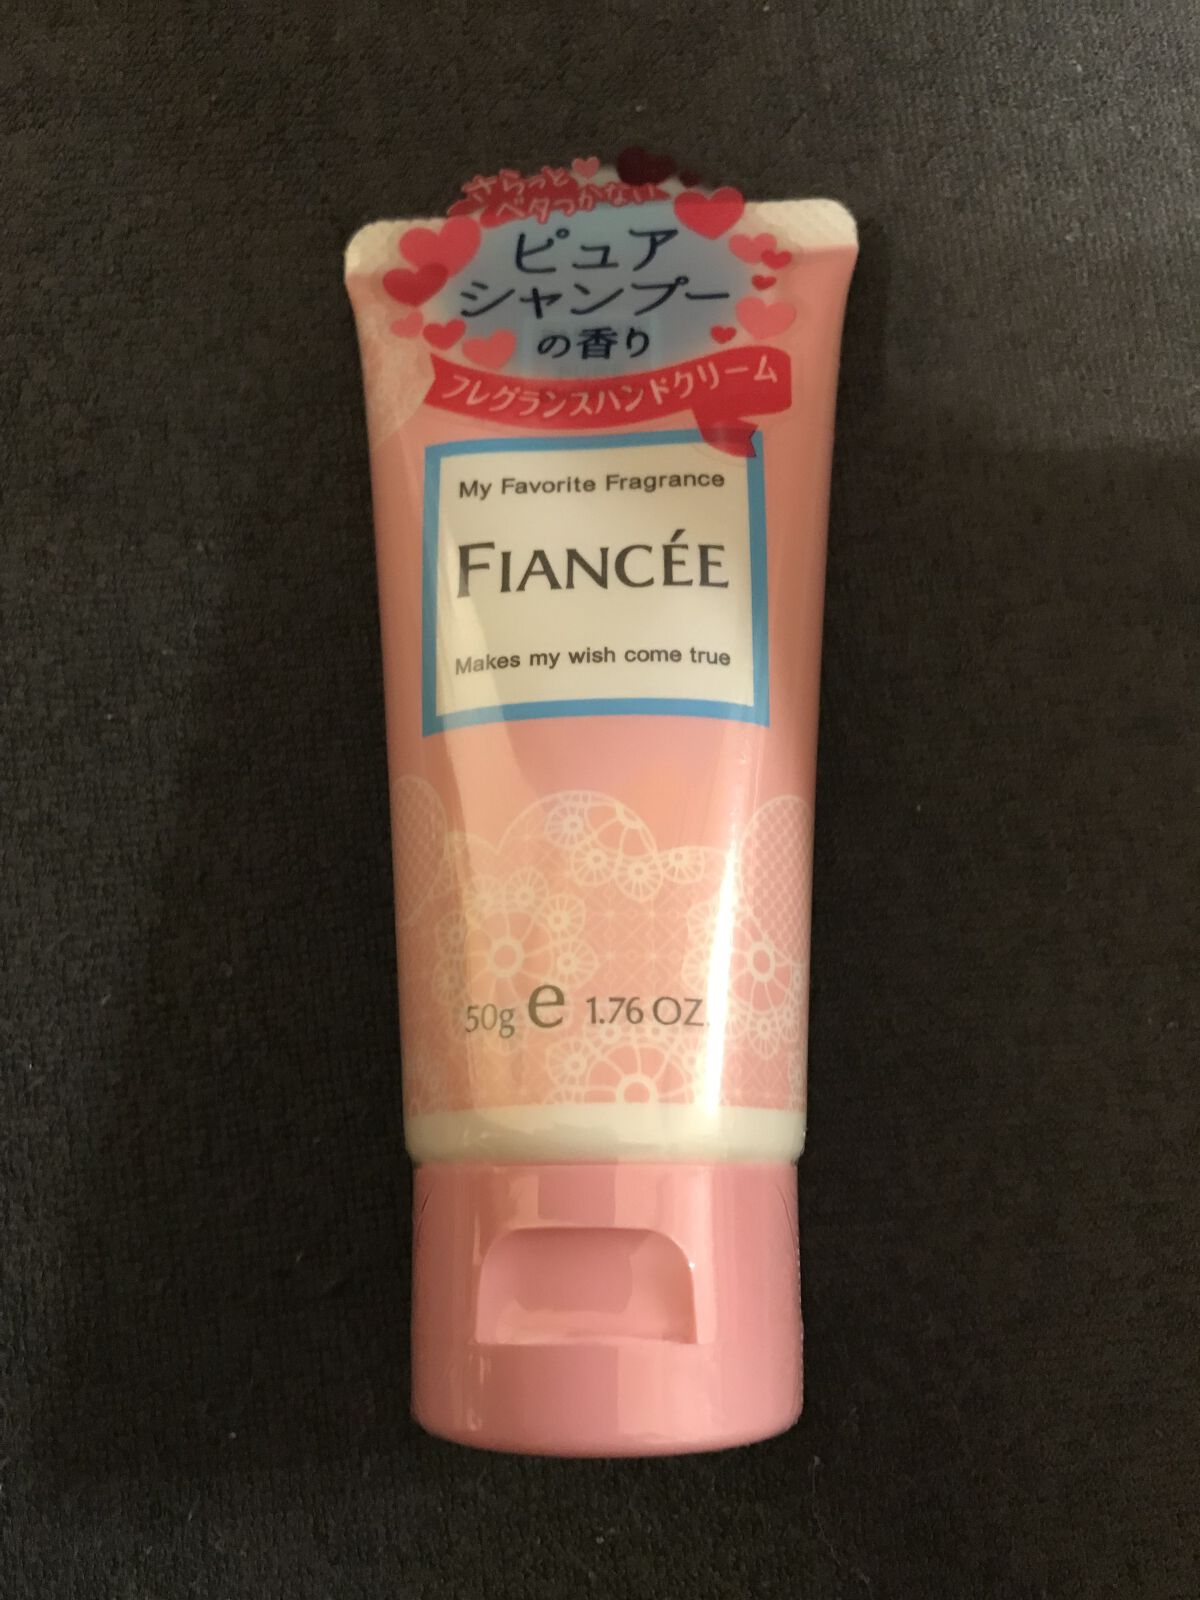 さらっと
ベタつかない
ピュア
シャンプー
の香り
フレグランスハンドクリーム
My Favorite Fragrance
FIANCÉE
Makes my wish come true
50g e 1.76 OZ.